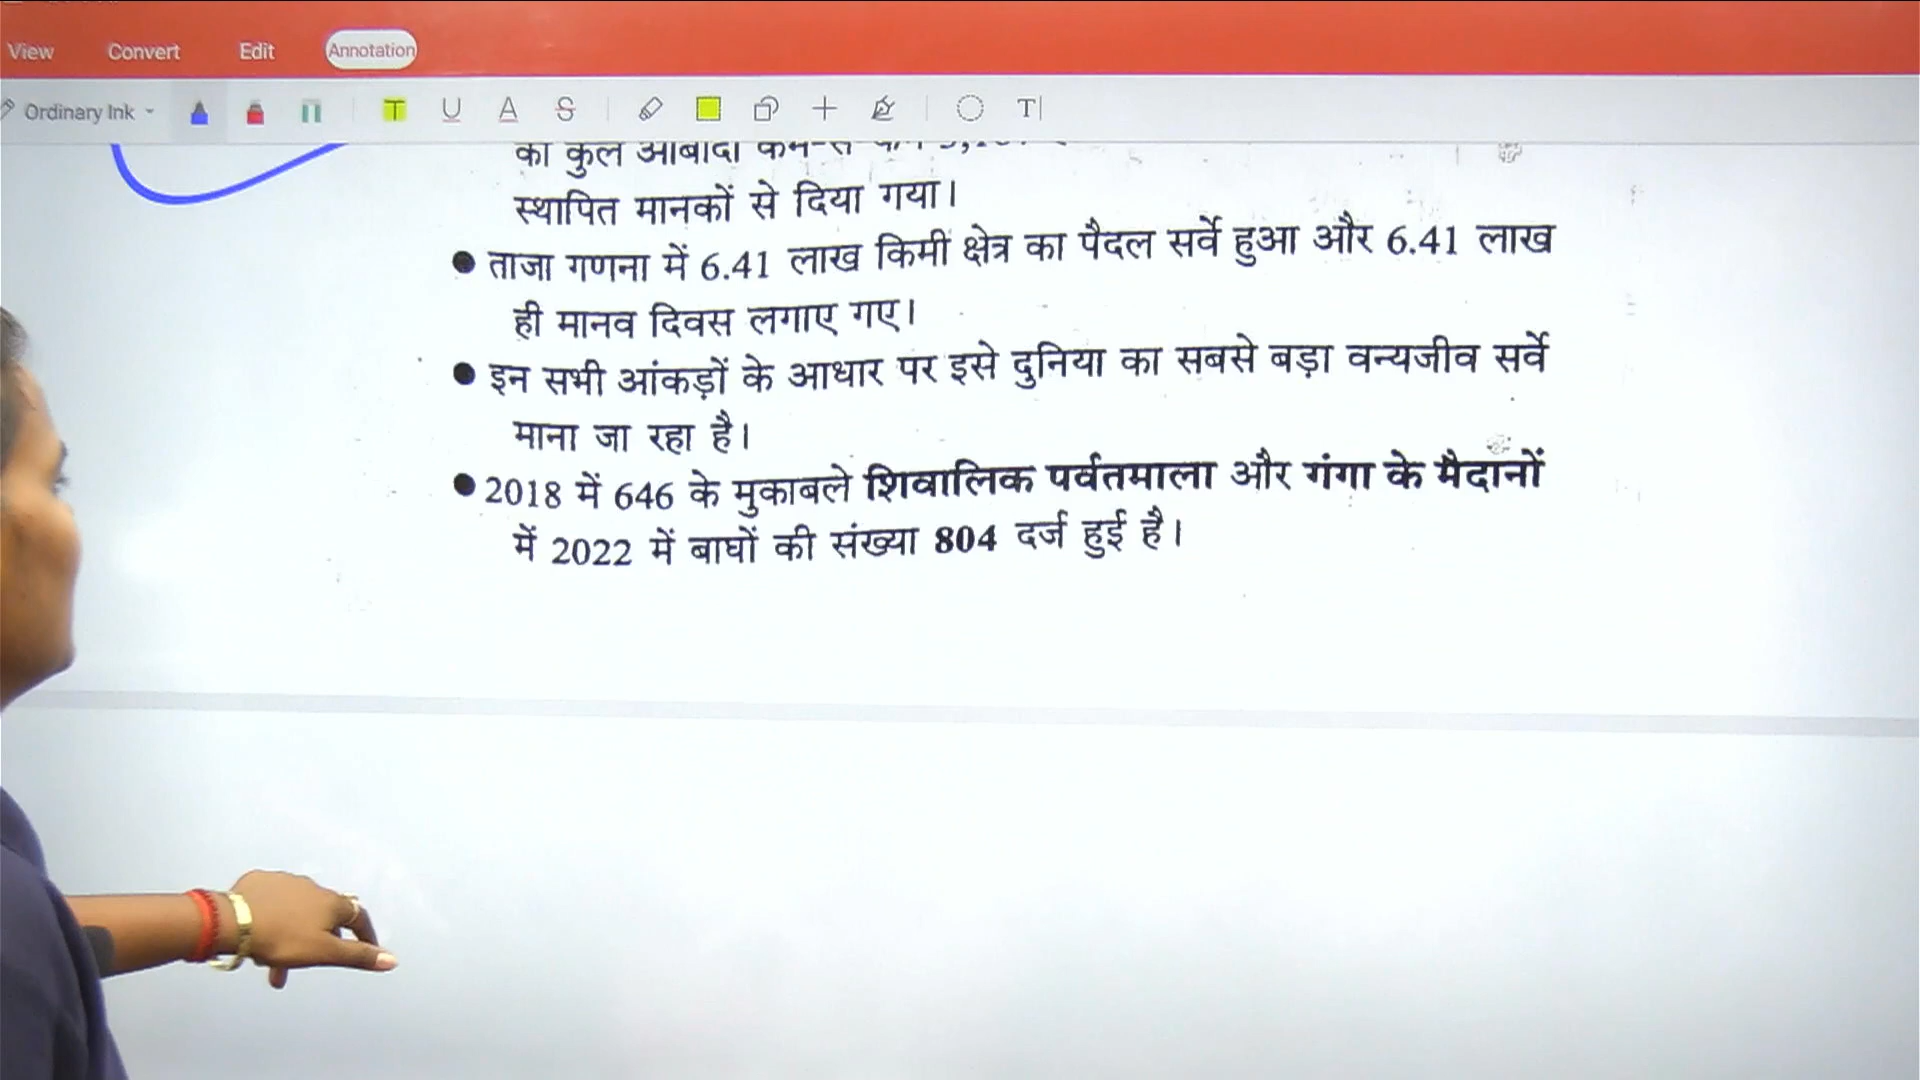 View Convert Edit Annotation
Ordinary Ink T U A S T
का कुल आबादी
स्थापित मानकों से दिया गया।
● ताजा गणना में 6.41 लाख किमी क्षेत्र का पैदल सर्वे हुआ और 6.41 लाख
ही मानव दिवस लगाए गए।
● इन सभी आंकड़ों के आधार पर इसे दुनिया का सबसे बड़ा वन्यजीव सर्वे
माना जा रहा है।
● 2018 में 646 के मुकाबले शिवालिक पर्वतमाला और गंगा के मैदानों
में 2022 में बाघों की संख्या 804 दर्ज हुई है।